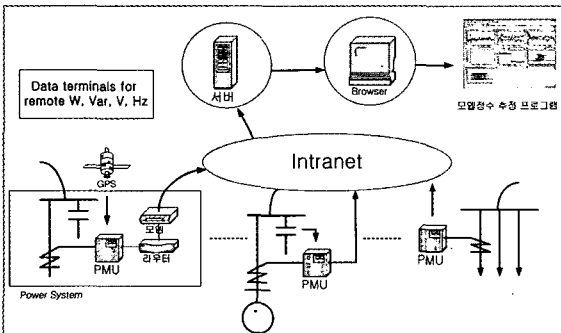 Data terminals for
remote W, Var, V, Hz
서버
Browser
모델정수 추정 프로그램
Intranet
GPS
모뎀
라우터
PMU
PMU
PMU
Power System